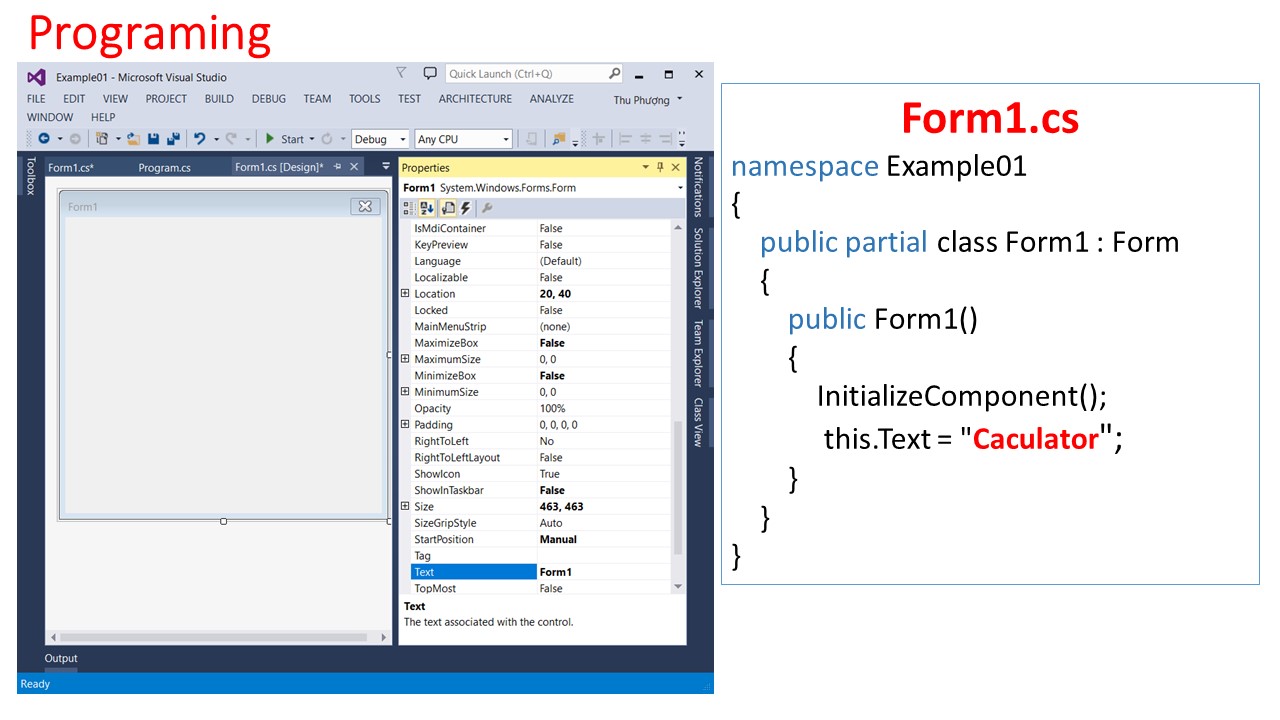 Programing
Example01 - Microsoft Visual Studio
Quick Launch (Ctrl+Q)
FILE EDIT VIEW PROJECT BUILD DEBUG TEAM TOOLS TEST ARCHITECTURE ANALYZE Thu Phượng
WINDOW HELP
Start Debug Any CPU
Toolbox
Form1.cs* Program.cs Form1.cs [Design]*
Form1
Properties
Form1 System.Windows.Forms.Form
IsMdiContainer False
KeyPreview False
Language (Default)
Localizable False
Location 20, 40
Locked False
MainMenuStrip (none)
MaximizeBox False
MaximumSize 0, 0
MinimizeBox False
MinimumSize 0, 0
Opacity 100%
Padding 0, 0, 0, 0
RightToLeft No
RightToLeftLayout False
ShowIcon True
ShowInTaskbar False
Size 463, 463
SizeGripStyle Auto
StartPosition Manual
Tag
Text Form1
TopMost False
Text
The text associated with the control.
Notifications
Solution Explorer
Team Explorer
Class View
Output
Ready
Form1.cs
namespace Example01
{
public partial class Form1 : Form
{
public Form1()
{
InitializeComponent();
this.Text = "Caculator";
}
}
}